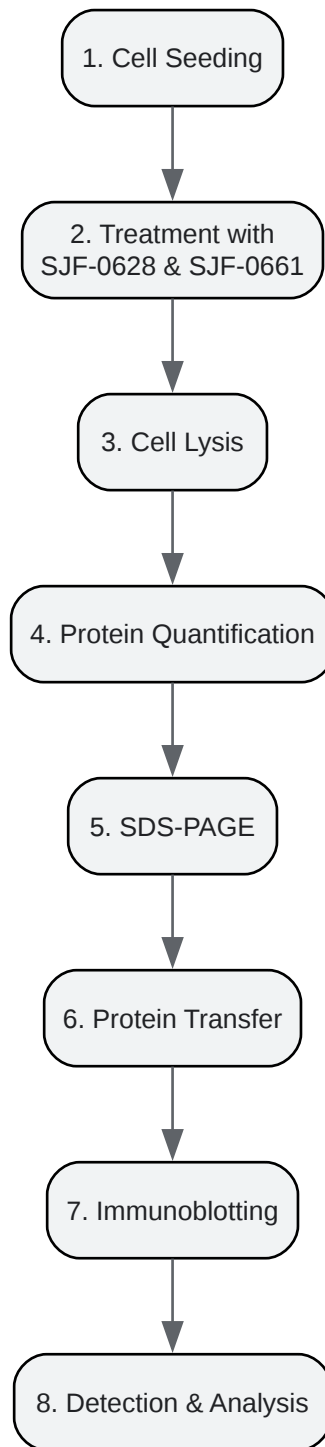 1. Cell Seeding
2. Treatment with
SJF-0628 & SJF-0661
3. Cell Lysis
4. Protein Quantification
5. SDS-PAGE
6. Protein Transfer
7. Immunoblotting
8. Detection & Analysis